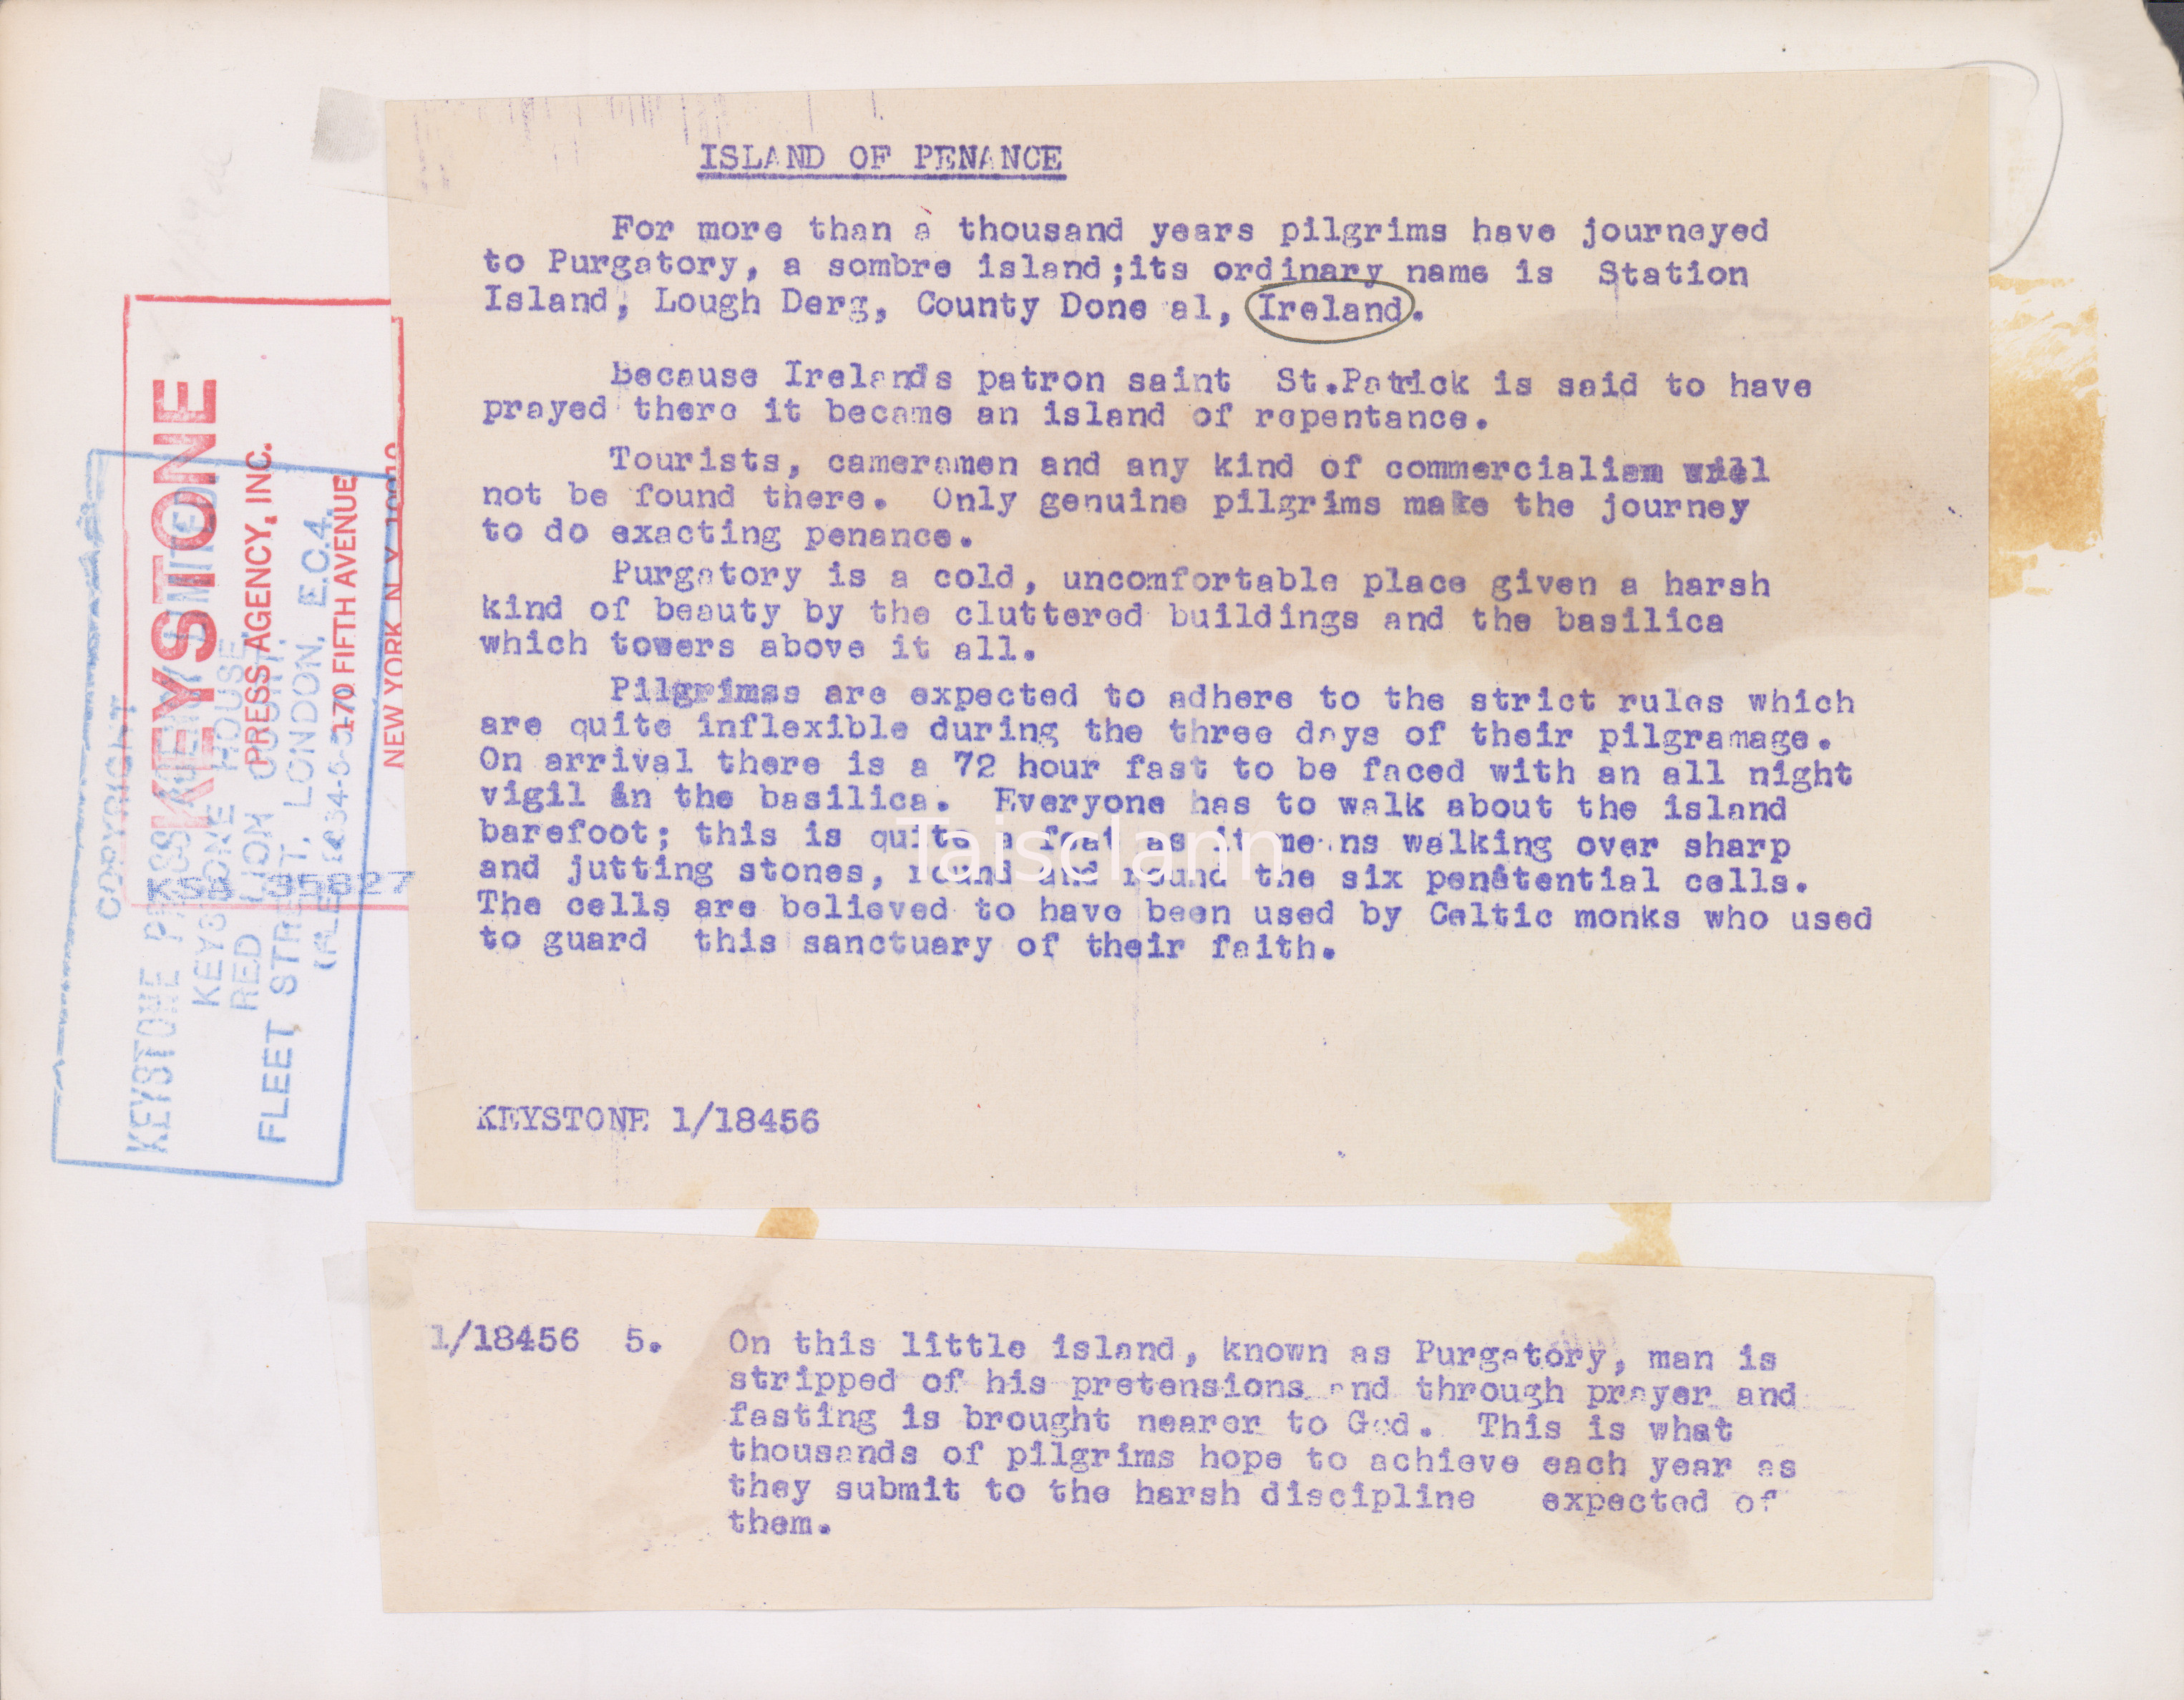 ISLAND OF PENANCE
For more than a thousand years pilgrims have journeyed
to Purgatory, a sombre island;its ordinary name is Station
Island, Lough Derg, County Done al, Ireland.
Because Ireland's patron saint St.Patrick is said to have
prayed there it became an island of repentance.
Tourists, cameramen and any kind of commercialism will
not be found there. Only genuine pilgrims make the journey
to do exacting penance.
Purgatory is a cold, uncomfortable place given a harsh
kind of beauty by the cluttered buildings and the basilica
which towers above it all.
Pilgrimss are expected to adhere to the strict rules which
are quite inflexible during the three days of their pilgramage.
On arrival there is a 72 hour fast to be faced with an all night
vigil in the basilica. Everyone has to walk about the island
barefoot; this is quite a feat as it means walking over sharp
and jutting stones, round and round the six penitential cells.
The cells are believed to have been used by Celtic monks who used
to guard this sanctuary of their faith.
KEYSTONE 1/18456
1/18456 5. On this little island, known as Purgatory, man is
stripped of his pretensions and through prayer and
fasting is brought nearer to God. This is what
thousands of pilgrims hope to achieve each year as
they submit to the harsh discipline expected of
them.
KEYSTONE
PRESS AGENCY, INC.
170 FIFTH AVENUE
NEW YORK N Y
COPYRIGHT
KEYSTONE PRESS AGENCY LIMITED
KEYSTONE HOUSE
RED LION COURT,
FLEET STREET, LONDON, E.C.4.
Taisclann